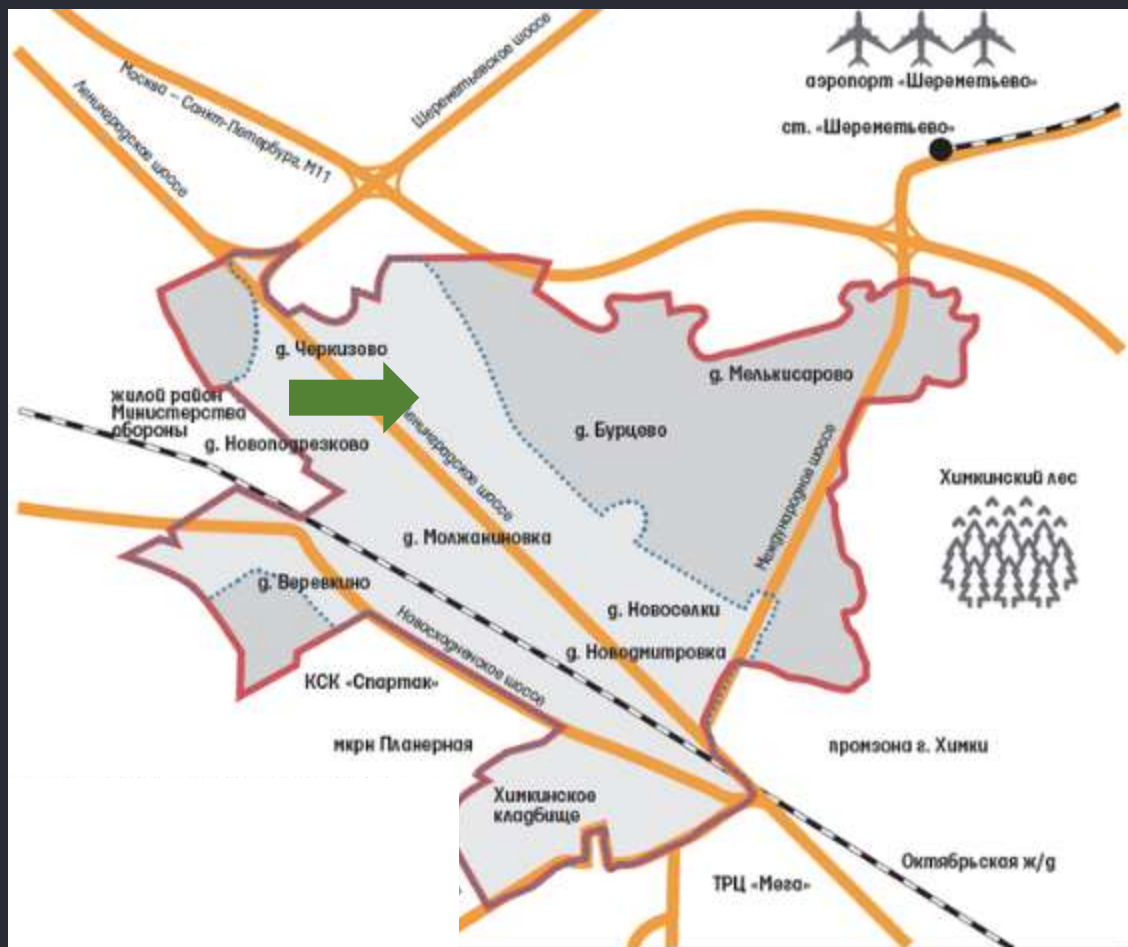 аэропорт «Шереметьево»
ст. «Шереметьево»
Москва – Санкт-Петербург, М11
Шереметьевское шоссе
Ленинградское шоссе
д. Черкизово
д. Мелькисарово
жилой район
Министерства
обороны
д. Новоподрезково
д. Бурцево
Ленинградское шоссе
Международное шоссе
Химкинский лес
д. Молжаниновка
д. Веревкино
д. Новоселки
д. Новодмитровка
Новосходненское шоссе
КСК «Спартак»
мкрн Планерная
промзона г. Химки
Химкинское
кладбище
Октябрьская ж/д
ТРЦ «Мега»